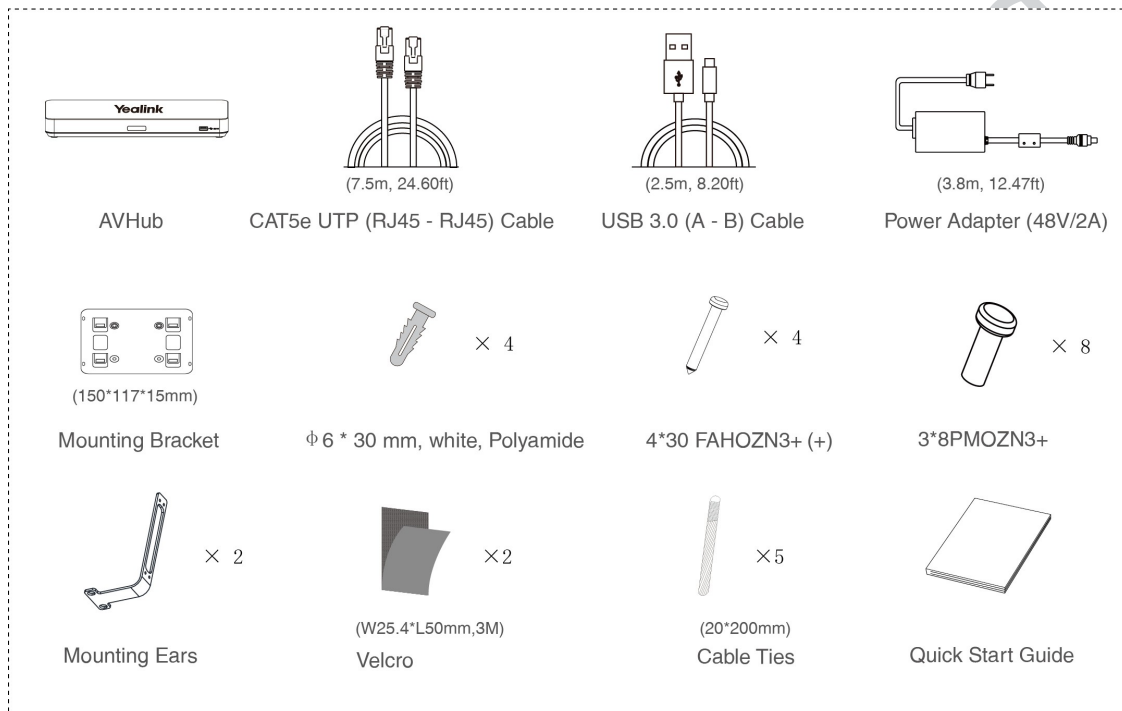 Yealink
(7.5m, 24.60ft)
(2.5m, 8.20ft)
(3.8m, 12.47ft)
AVHub
CAT5e UTP (RJ45 - RJ45) Cable
USB 3.0 (A - B) Cable
Power Adapter (48V/2A)
× 4
× 4
× 8
(150*117*15mm)
Mounting Bracket
ϕ6 * 30 mm, white, Polyamide
4*30 FAHOZN3+ (+)
3*8PMOZN3+
× 2
×2
×5
(W25.4*L50mm,3M)
(20*200mm)
Mounting Ears
Velcro
Cable Ties
Quick Start Guide